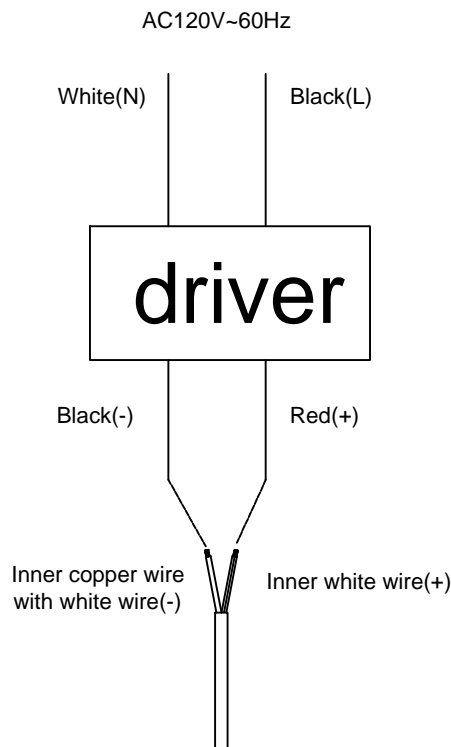 AC120V~60Hz
White(N)
Black(L)
driver
Black(-)
Red(+)
Inner copper wire
with white wire(-)
Inner white wire(+)